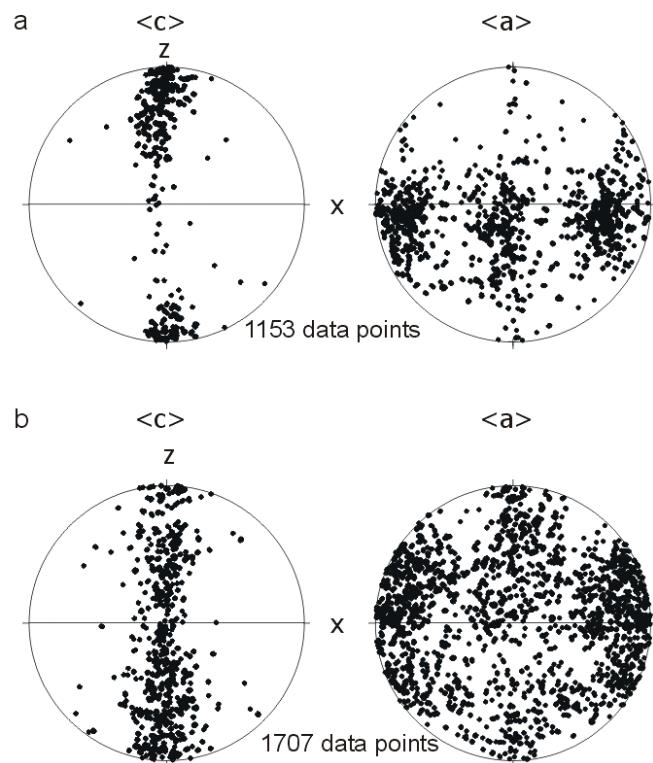 a <c> <a>
z
x
1153 data points
b <c> <a>
z
x
1707 data points